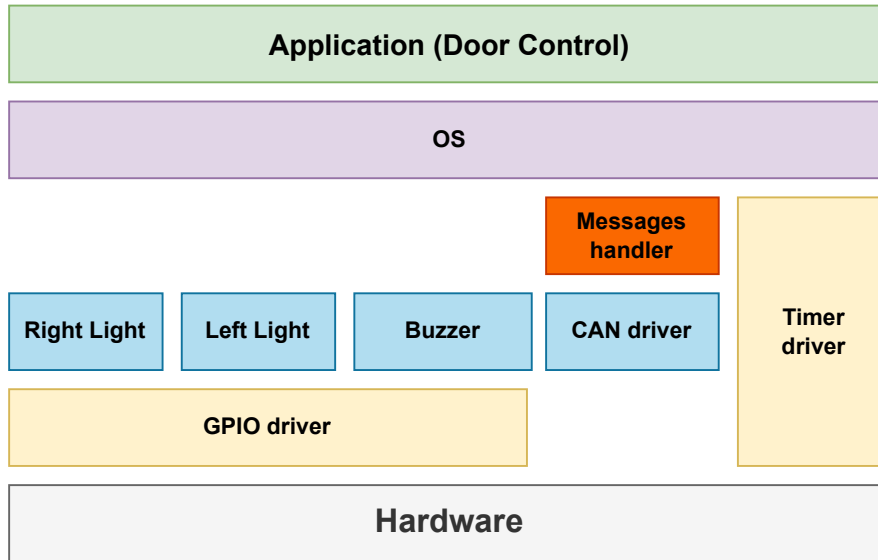 Application (Door Control)
OS
Messages
handler
Right Light
Left Light
Buzzer
CAN driver
Timer
driver
GPIO driver
Hardware